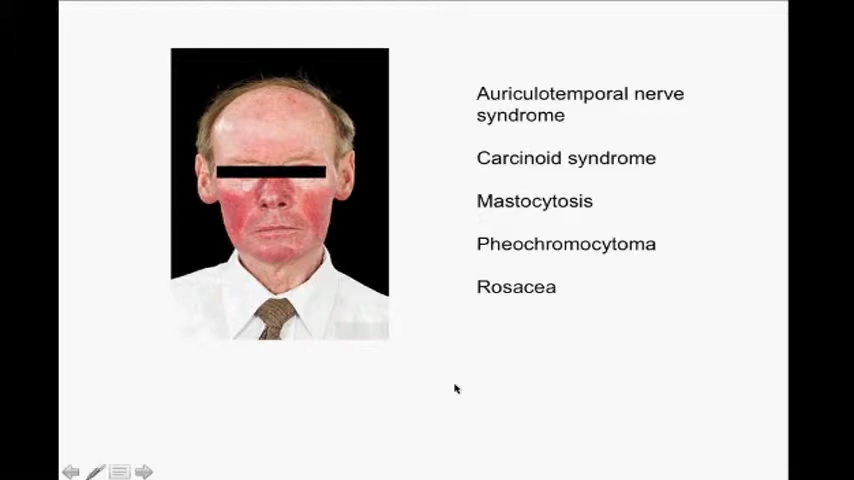 Auriculotemporal nerve
syndrome
Carcinoid syndrome
Mastocytosis
Pheochromocytoma
Rosacea